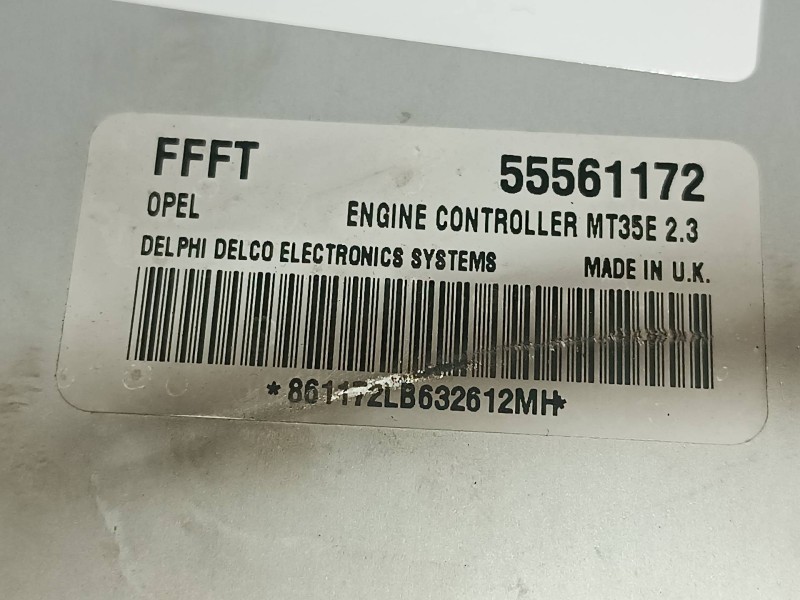 FFFT 55561172
OPEL ENGINE CONTROLLER MT35E 2.3
DELPHI DELCO ELECTRONICS SYSTEMS MADE IN U.K.
*861172LB632612MH*